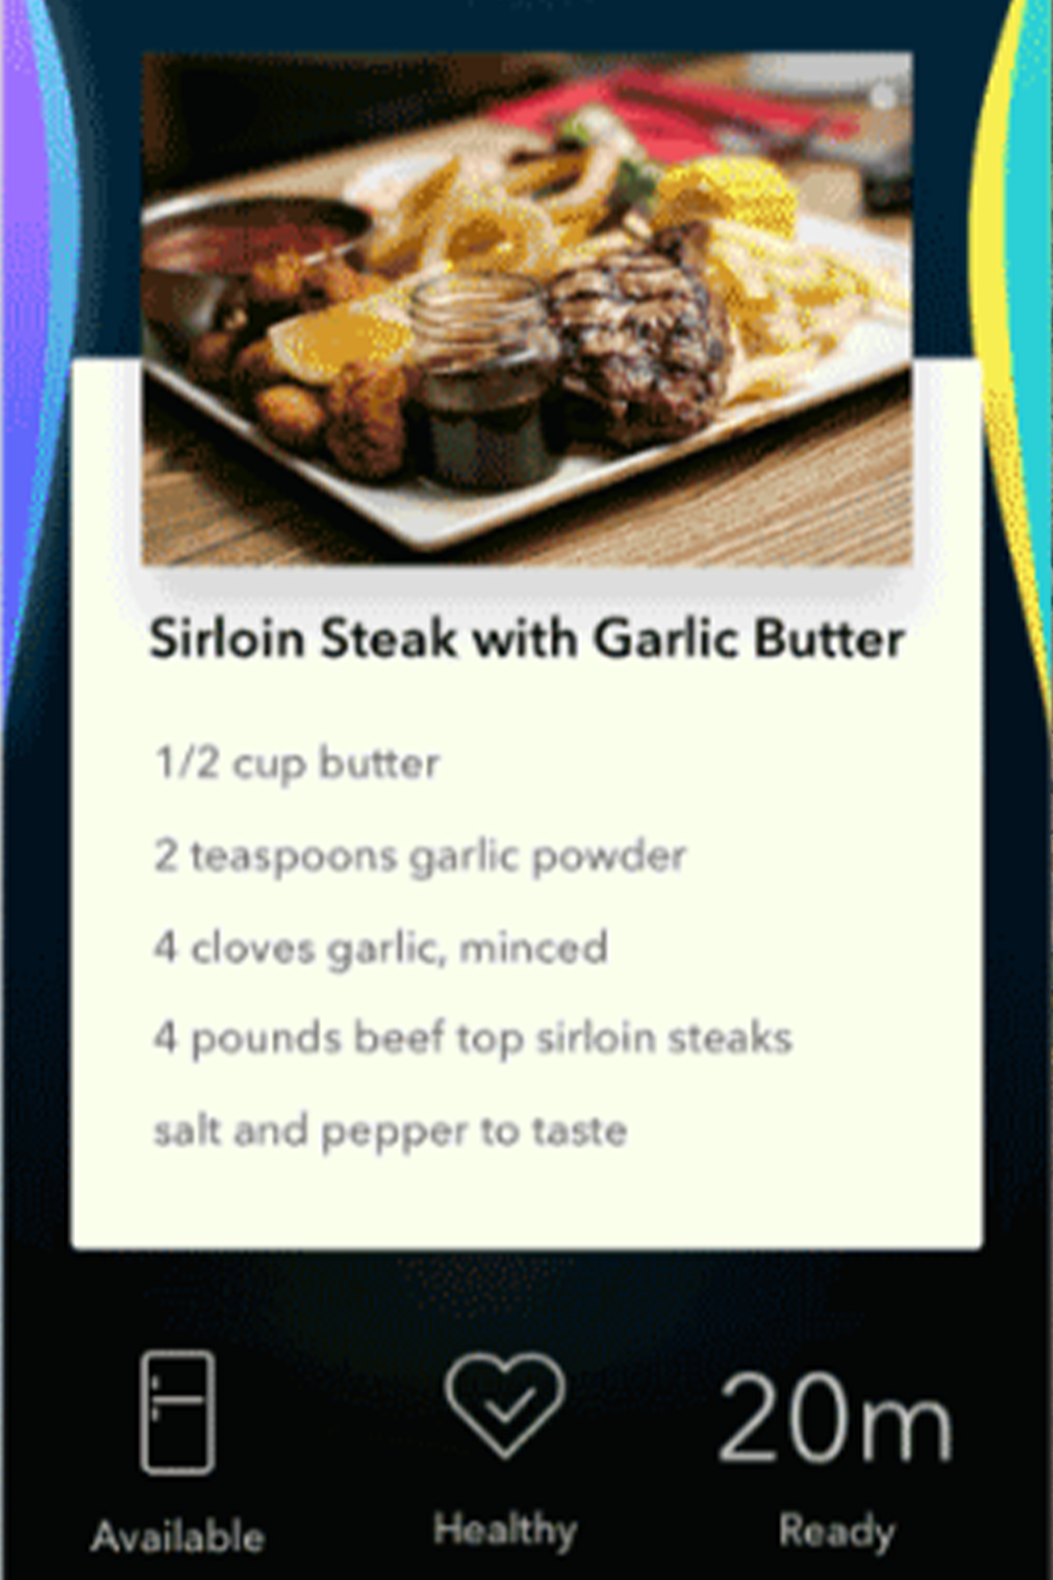 Sirloin Steak with Garlic Butter
1/2 cup butter
2 teaspoons garlic powder
4 cloves garlic, minced
4 pounds beef top sirloin steaks
salt and pepper to taste
20m
Available
Healthy
Ready